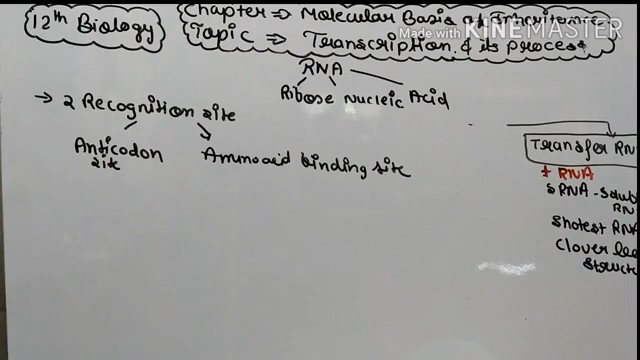 12th Biology
Chapter ⇒ Molecular Basis of Inheritance
Topic ⇒ Transcription & its process
Made with KINEMASTER
RNA
Ribose nucleic Acid
→ 2 Recognition site
Anticodon site
Aminoacid binding site
Transfer RN
t RNA
SRNA - Solub
RN
Shotest RNA
Clover lea
structu